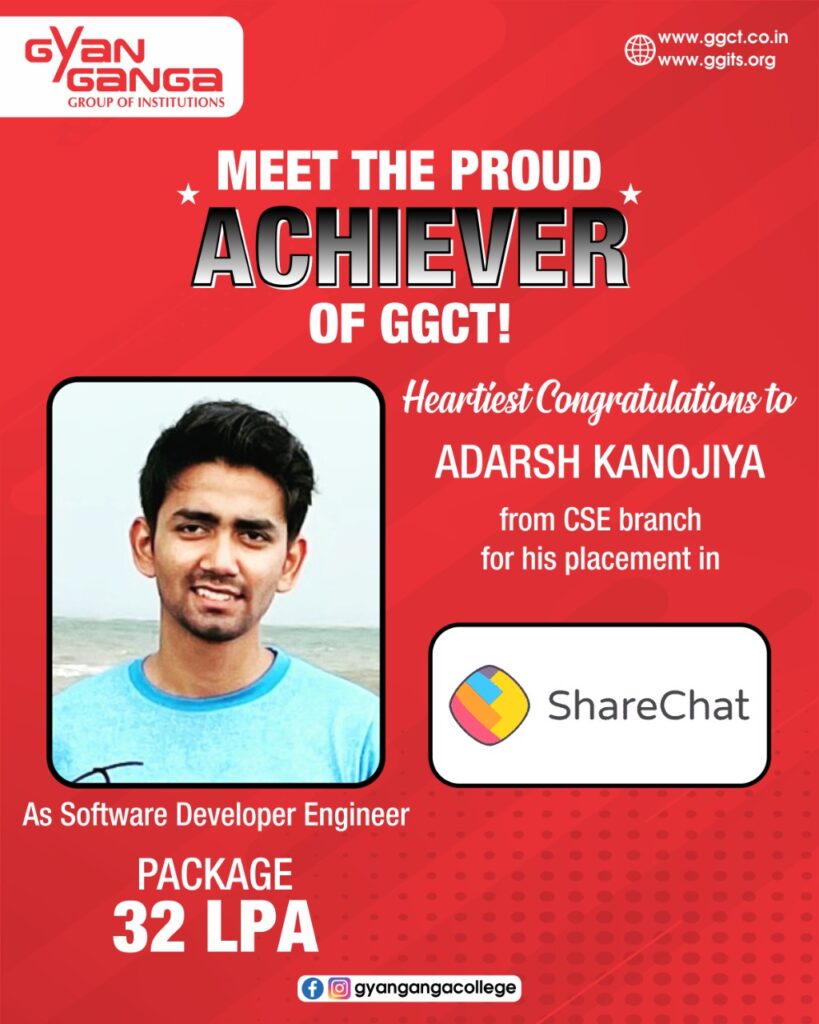 GYAN
GANGA
GROUP OF INSTITUTIONS
www.ggct.co.in
www.ggits.org
MEET THE PROUD
ACHIEVER
OF GGCT!
Heartiest Congratulations to
ADARSH KANOJIYA
from CSE branch
for his placement in
ShareChat
As Software Developer Engineer
PACKAGE
32 LPA
gyangangacollege